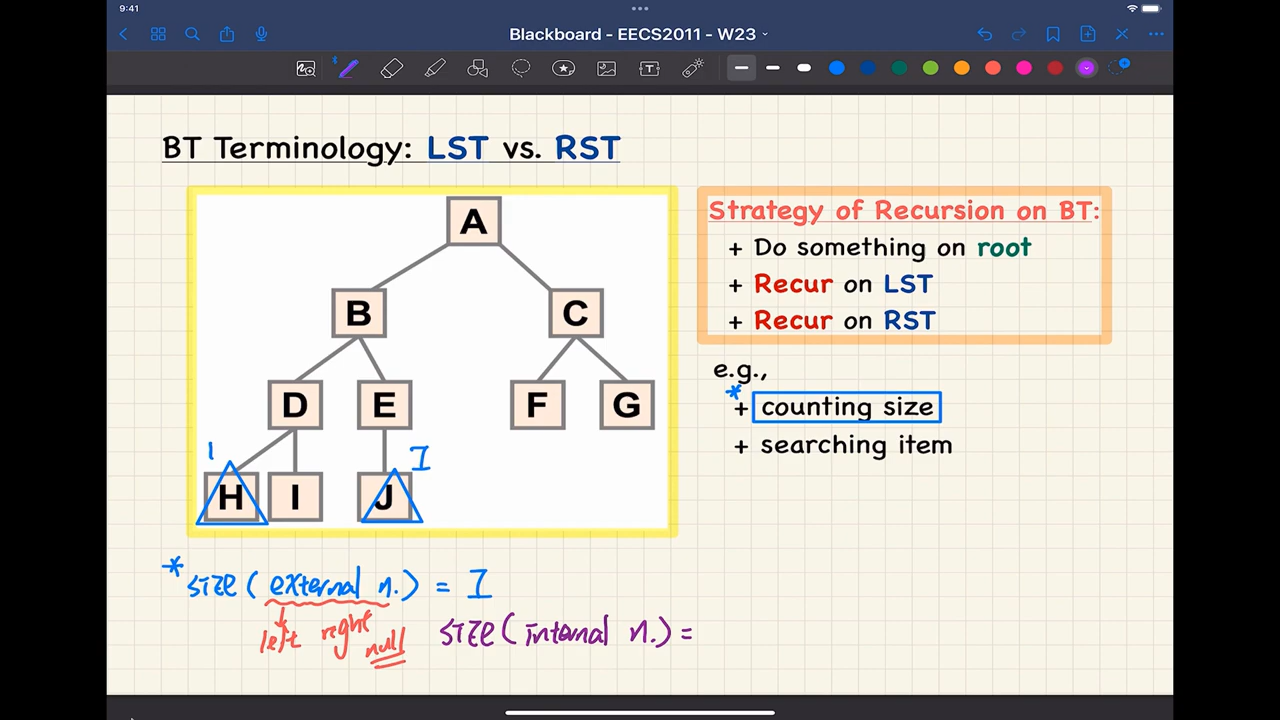 9:41
Blackboard - EECS2011 - W23
BT Terminology: LST vs. RST
A
B C
D E F G
1 I
H I J
Strategy of Recursion on BT:
+ Do something on root
+ Recur on LST
+ Recur on RST
e.g.,
*
+ counting size
+ searching item
* size(external n.) = 1
left right null
size(internal n.) =